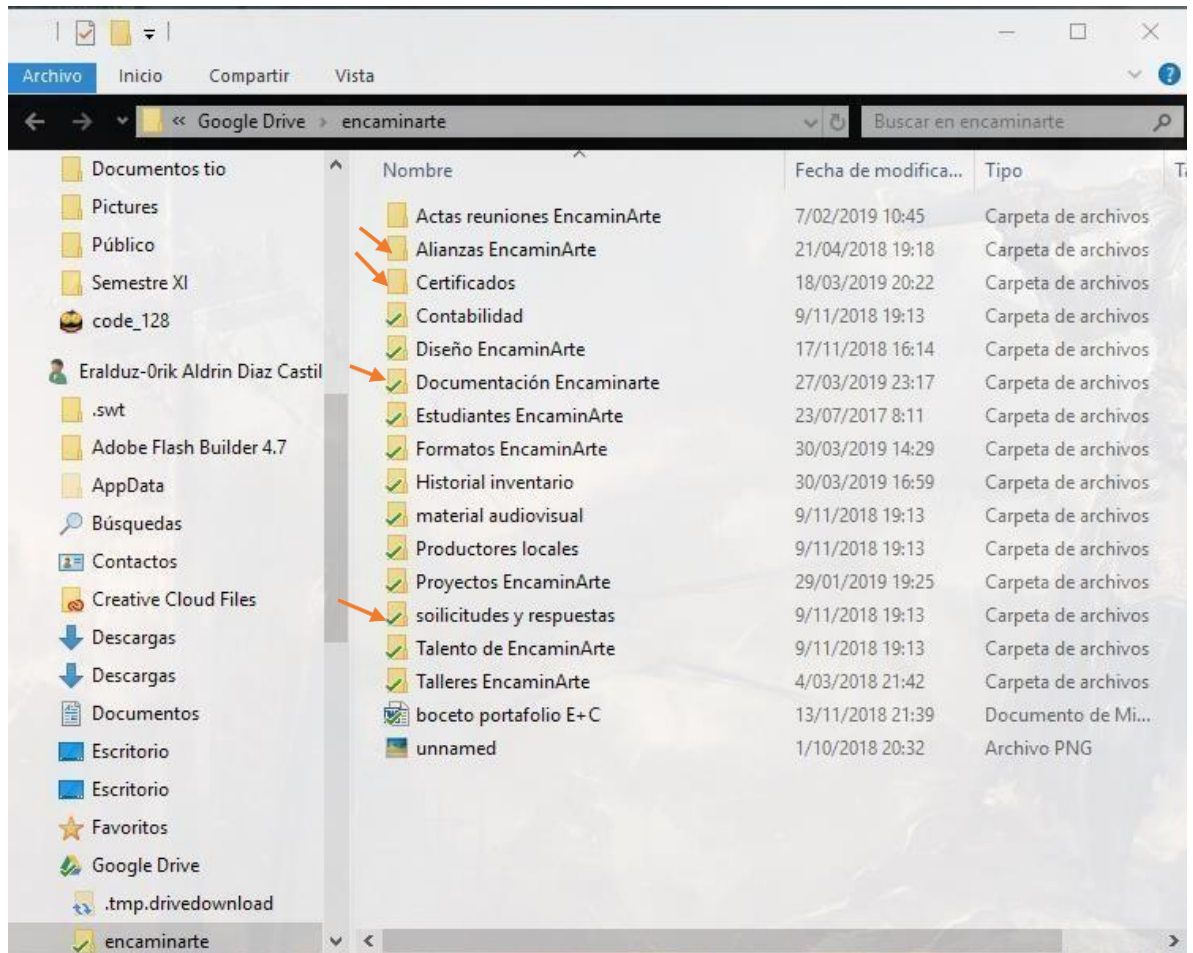 Archivo Inicio Compartir Vista
« Google Drive > encaminarte Buscar en encaminarte
Nombre Fecha de modifica... Tipo
Documentos tio
Pictures
Público
Semestre XI
code_128
Eralduz-0rik Aldrin Diaz Castil
.swt
Adobe Flash Builder 4.7
AppData
Búsquedas
Contactos
Creative Cloud Files
Descargas
Descargas
Documentos
Escritorio
Escritorio
Favoritos
Google Drive
.tmp.drivedownload
encaminarte
Actas reuniones EncaminArte 7/02/2019 10:45 Carpeta de archivos
Alianzas EncaminArte 21/04/2018 19:18 Carpeta de archivos
Certificados 18/03/2019 20:22 Carpeta de archivos
Contabilidad 9/11/2018 19:13 Carpeta de archivos
Diseño EncaminArte 17/11/2018 16:14 Carpeta de archivos
Documentación Encaminarte 27/03/2019 23:17 Carpeta de archivos
Estudiantes EncaminArte 23/07/2017 8:11 Carpeta de archivos
Formatos EncaminArte 30/03/2019 14:29 Carpeta de archivos
Historial inventario 30/03/2019 16:59 Carpeta de archivos
material audiovisual 9/11/2018 19:13 Carpeta de archivos
Productores locales 9/11/2018 19:13 Carpeta de archivos
Proyectos EncaminArte 29/01/2019 19:25 Carpeta de archivos
soilicitudes y respuestas 9/11/2018 19:13 Carpeta de archivos
Talento de EncaminArte 9/11/2018 19:13 Carpeta de archivos
Talleres EncaminArte 4/03/2018 21:42 Carpeta de archivos
boceto portafolio E+C 13/11/2018 21:39 Documento de Mi...
unnamed 1/10/2018 20:32 Archivo PNG